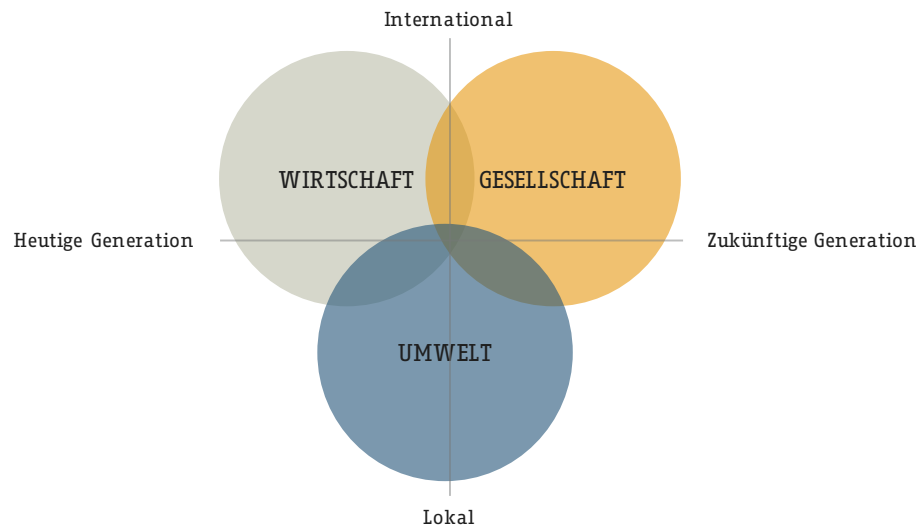 International
WIRTSCHAFT
GESELLSCHAFT
Heutige Generation
Zukünftige Generation
UMWELT
Lokal